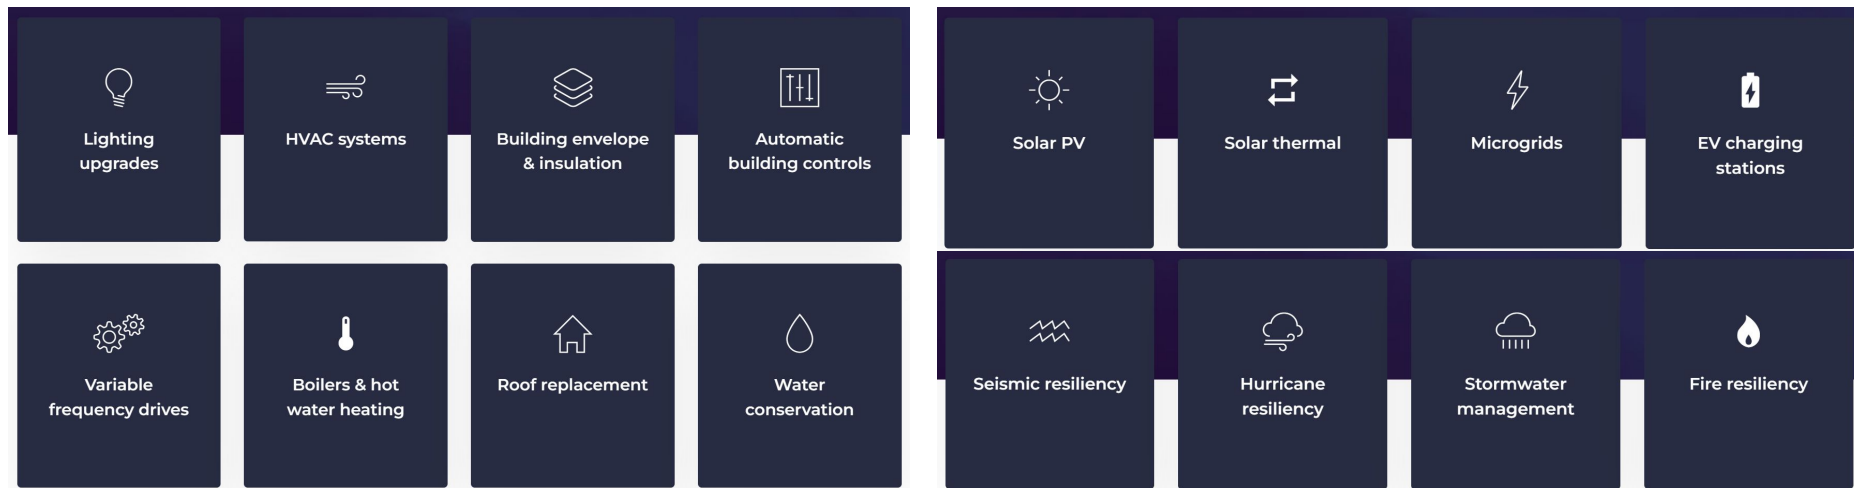 Lighting
upgrades
HVAC systems
Building envelope
& insulation
Automatic
building controls
Variable
frequency drives
Boilers & hot
water heating
Roof replacement
Water
conservation
Solar PV
Solar thermal
Microgrids
EV charging
stations
Seismic resiliency
Hurricane
resiliency
Stormwater
management
Fire resiliency